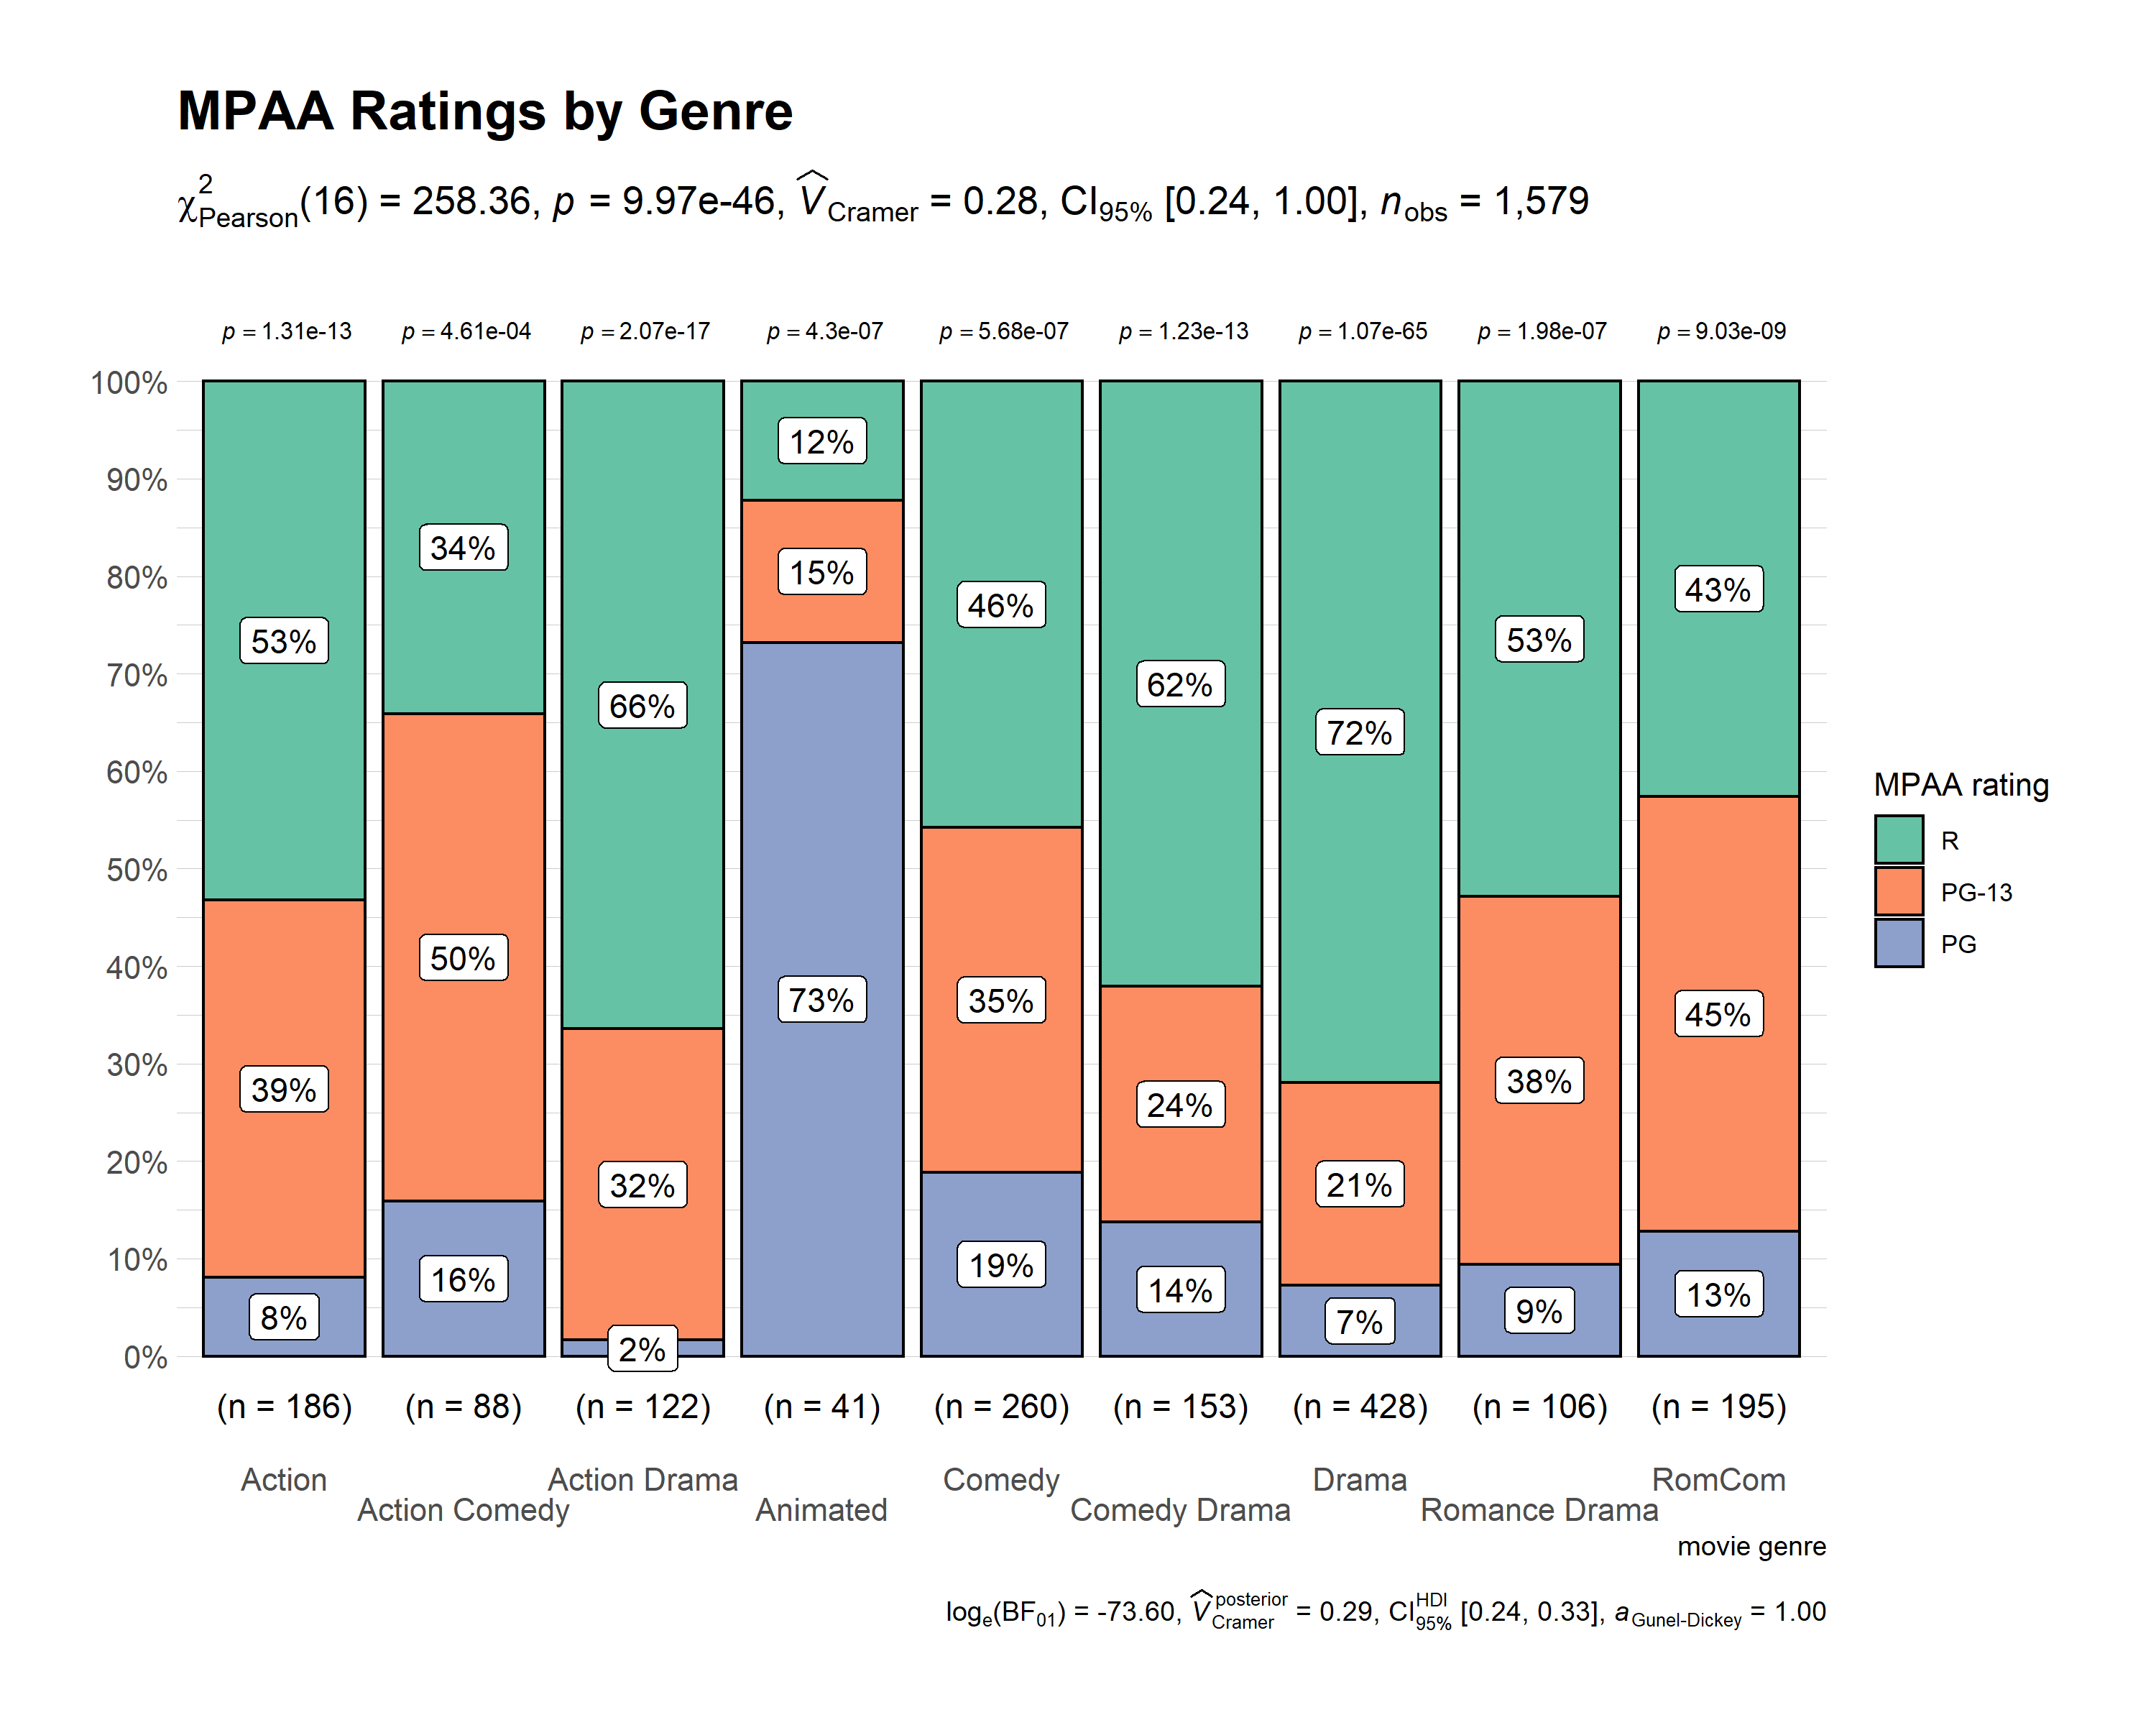 MPAA Ratings by Genre
χ²Pearson(16) = 258.36, p = 9.97e-46, V̂Cramer = 0.28, CI95% [0.24, 1.00], nobs = 1,579
p = 1.31e-13 p = 4.61e-04 p = 2.07e-17 p = 4.3e-07 p = 5.68e-07 p = 1.23e-13 p = 1.07e-65 p = 1.98e-07 p = 9.03e-09
100%
90%
80%
70%
60%
50%
40%
30%
20%
10%
0%
53% 34% 66% 12% 46% 62% 72% 53% 43%
39% 50% 32% 15% 35% 24% 21% 38% 45%
8% 16% 2% 73% 19% 14% 7% 9% 13%
(n = 186) (n = 88) (n = 122) (n = 41) (n = 260) (n = 153) (n = 428) (n = 106) (n = 195)
Action Action Drama Comedy Drama RomCom
Action Comedy Animated Comedy Drama Romance Drama
movie genre
MPAA rating
R
PG-13
PG
loge(BF01) = -73.60, V̂Cramer posterior = 0.29, CI95% HDI [0.24, 0.33], aGunel-Dickey = 1.00